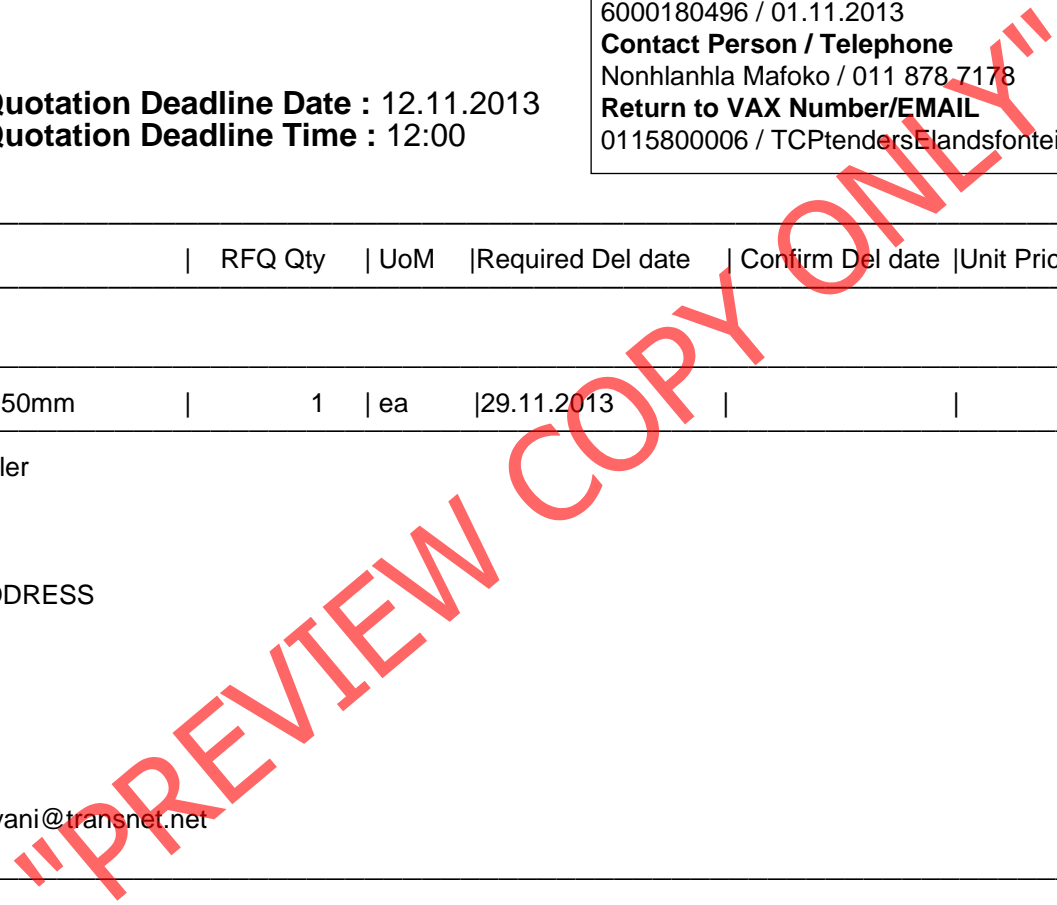 6000180496 / 01.11.2013
Contact Person / Telephone
Nonhlanhla Mafoko / 011 878 7178
Quotation Deadline Date : 12.11.2013
Return to VAX Number/EMAIL
Quotation Deadline Time : 12:00
0115800006 / TCPtendersElandsfontei
| RFQ Qty | UoM |Required Del date | Confirm Del date |Unit Pric
50mm | 1 | ea |29.11.2013 | |
ler
DDRESS
vani@transnet.net
"PREVIEW COPY ONLY"